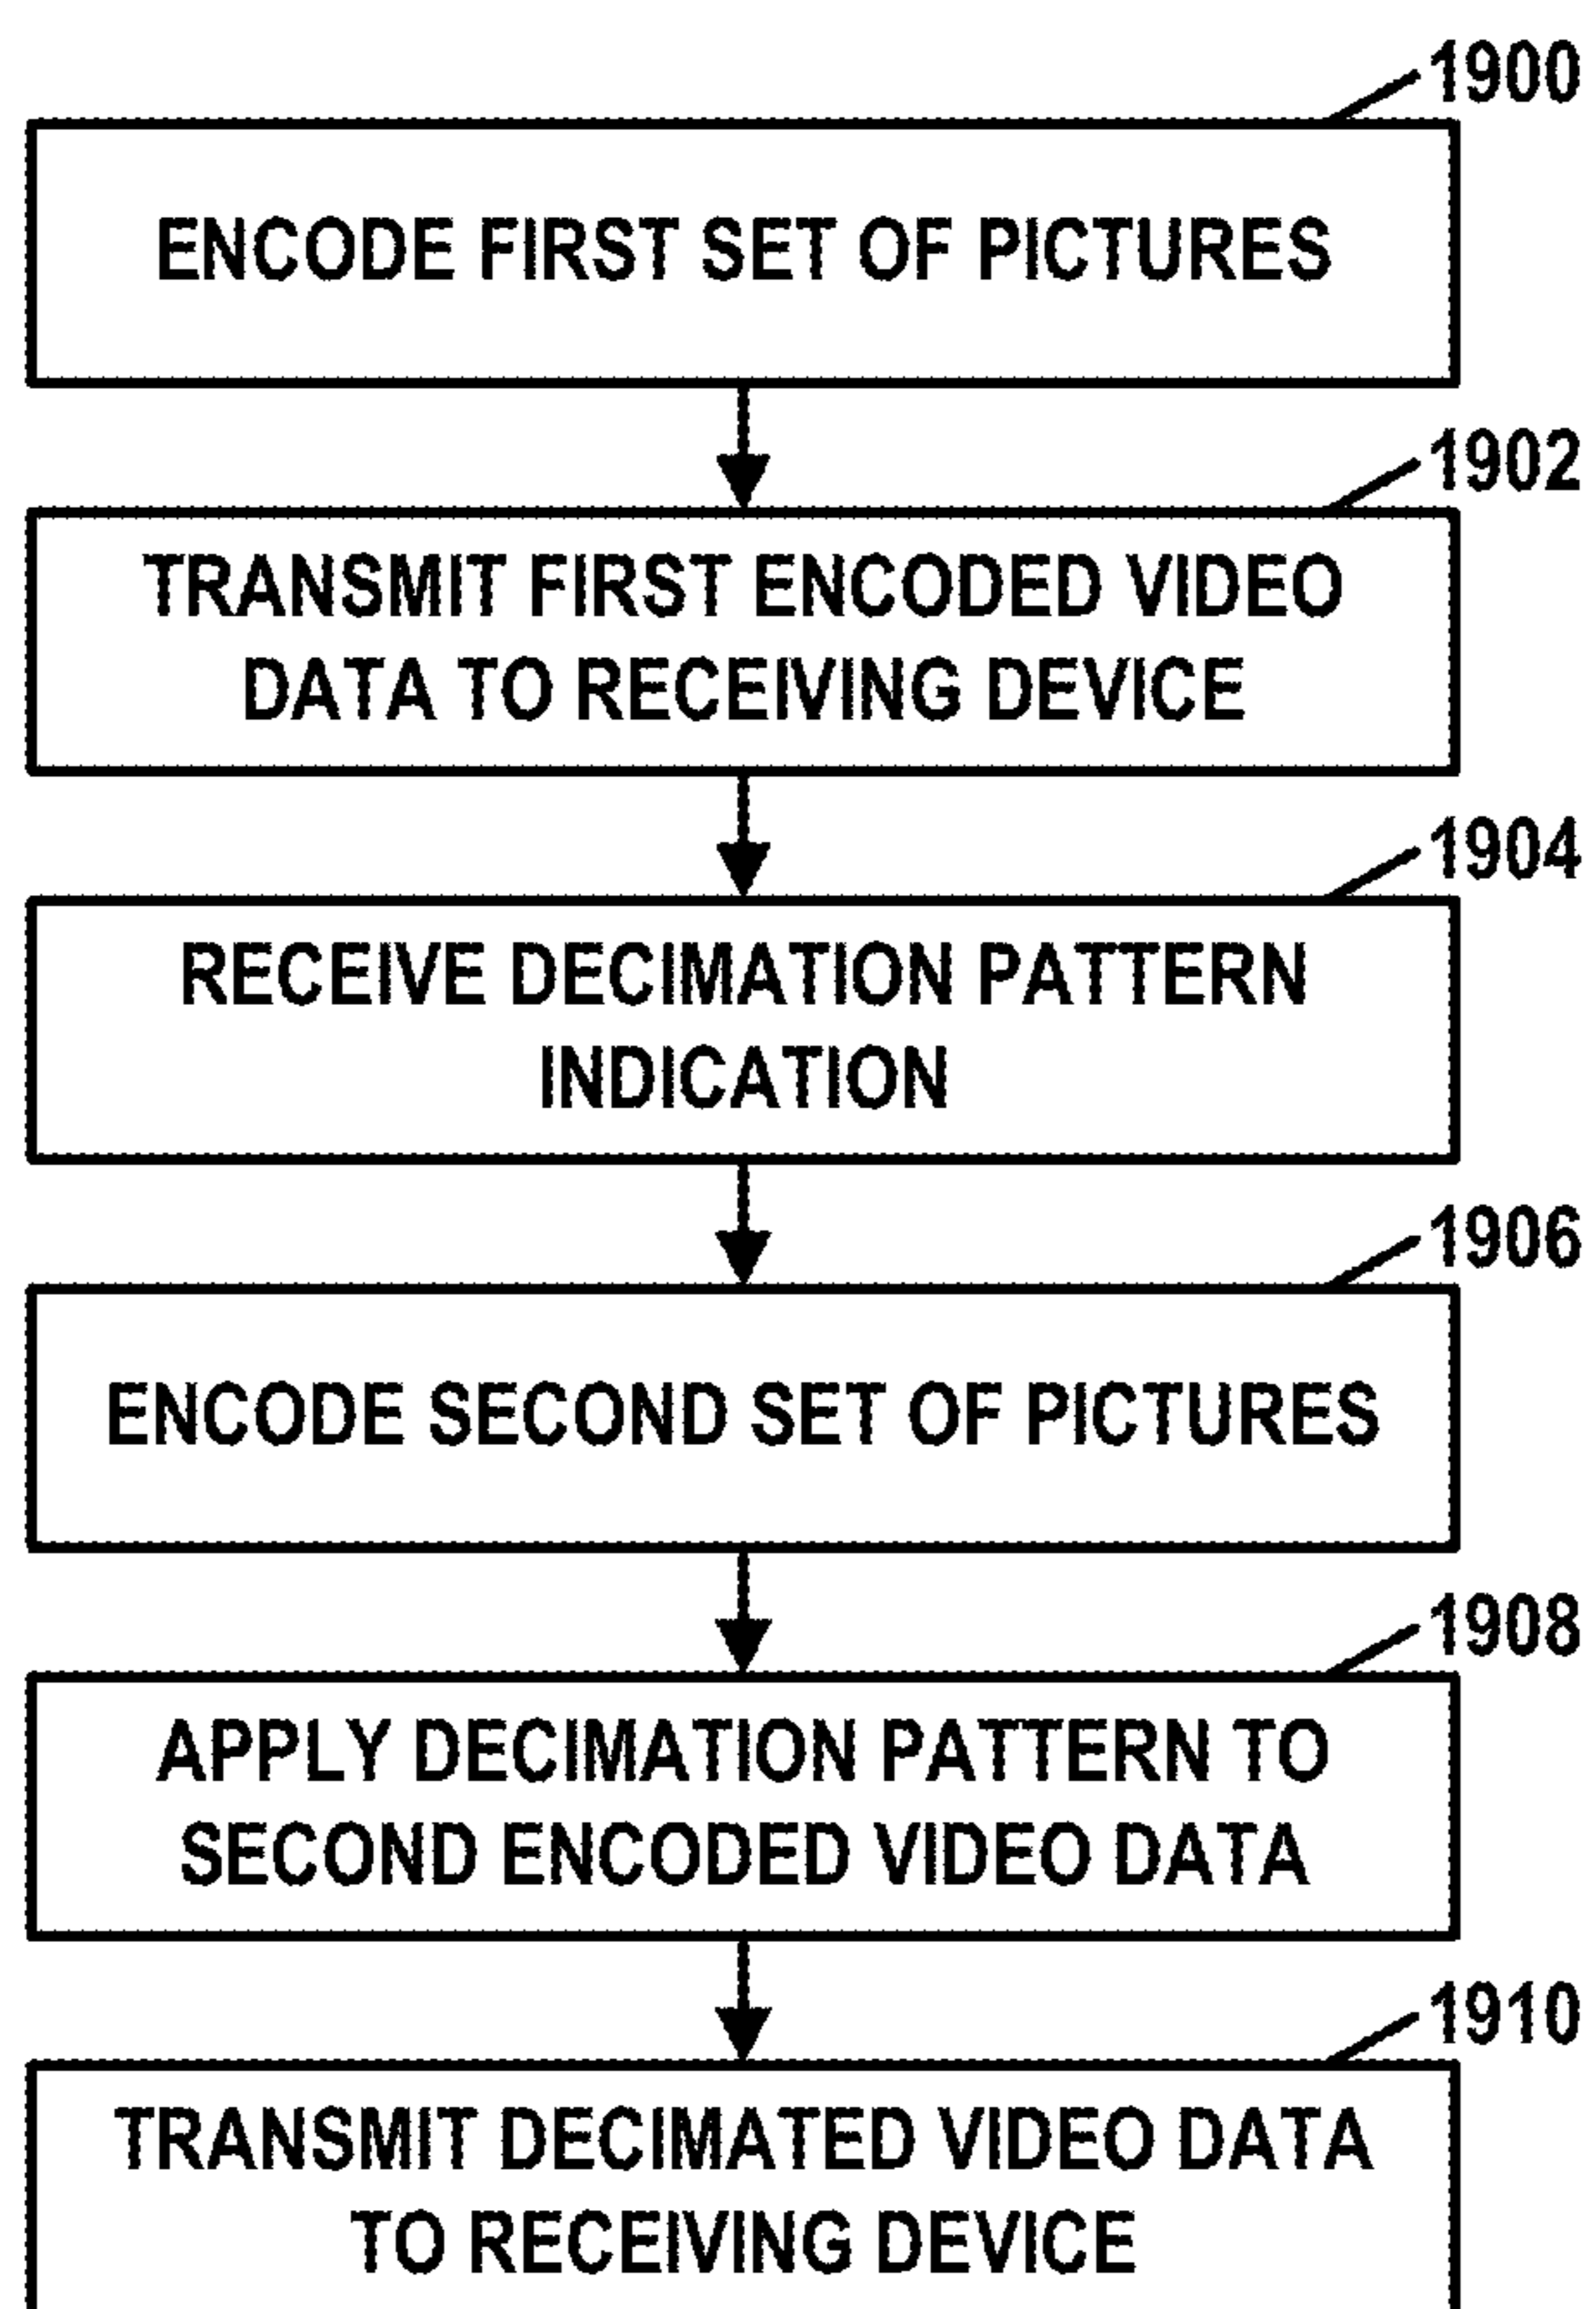 1900
ENCODE FIRST SET OF PICTURES
1902
TRANSMIT FIRST ENCODED VIDEO
DATA TO RECEIVING DEVICE
1904
RECEIVE DECIMATION PATTERN
INDICATION
1906
ENCODE SECOND SET OF PICTURES
1908
APPLY DECIMATION PATTERN TO
SECOND ENCODED VIDEO DATA
1910
TRANSMIT DECIMATED VIDEO DATA
TO RECEIVING DEVICE